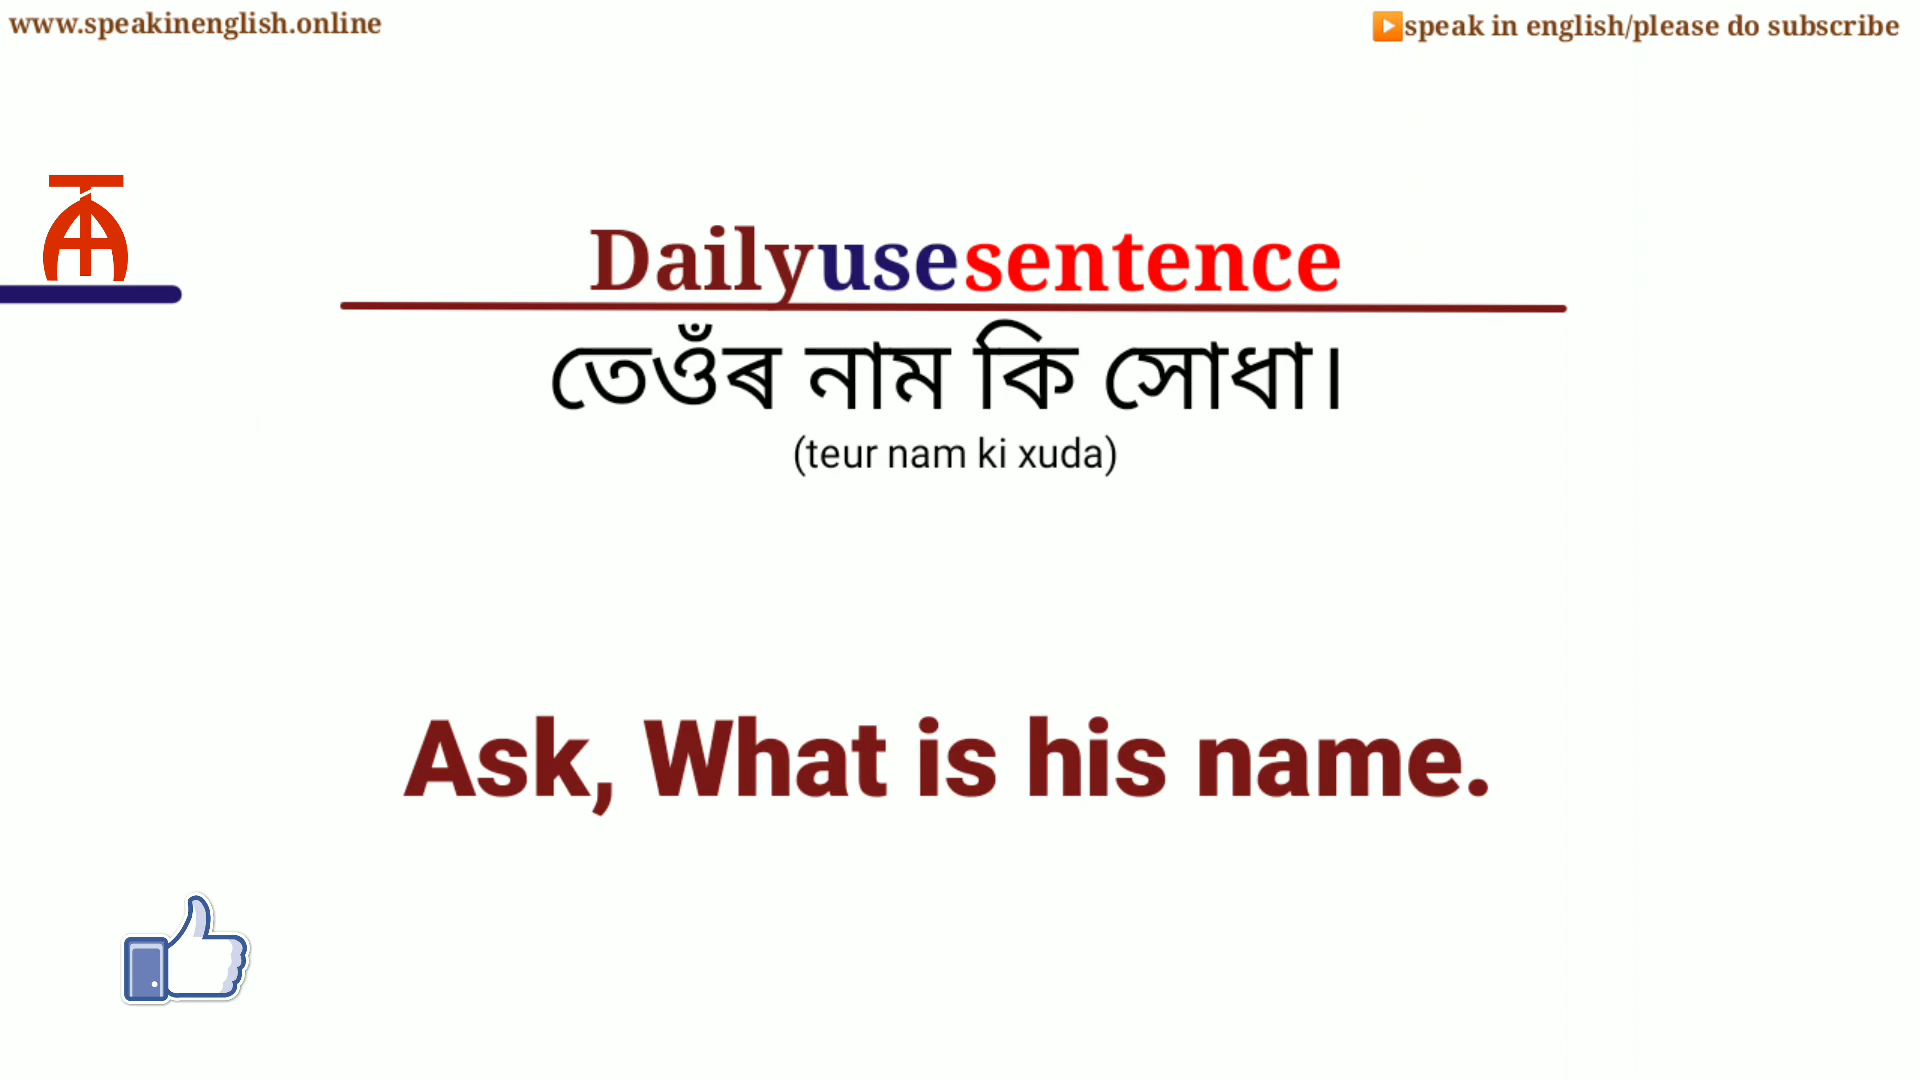 www.speakinenglish.online
speak in english/please do subscribe
Dailyusesentence
তেওঁৰ নাম কি সোধা।
(teur nam ki xuda)
Ask, What is his name.